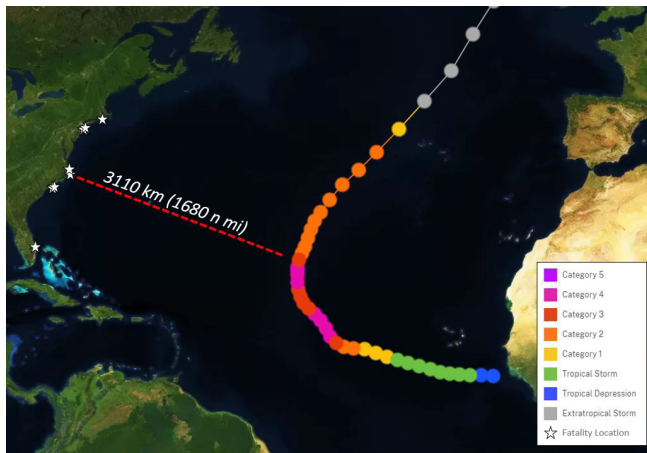 3110 km (1680 n mi)
Category 5
Category 4
Category 3
Category 2
Category 1
Tropical Storm
Tropical Depression
Extratropical Storm
Fatality Location